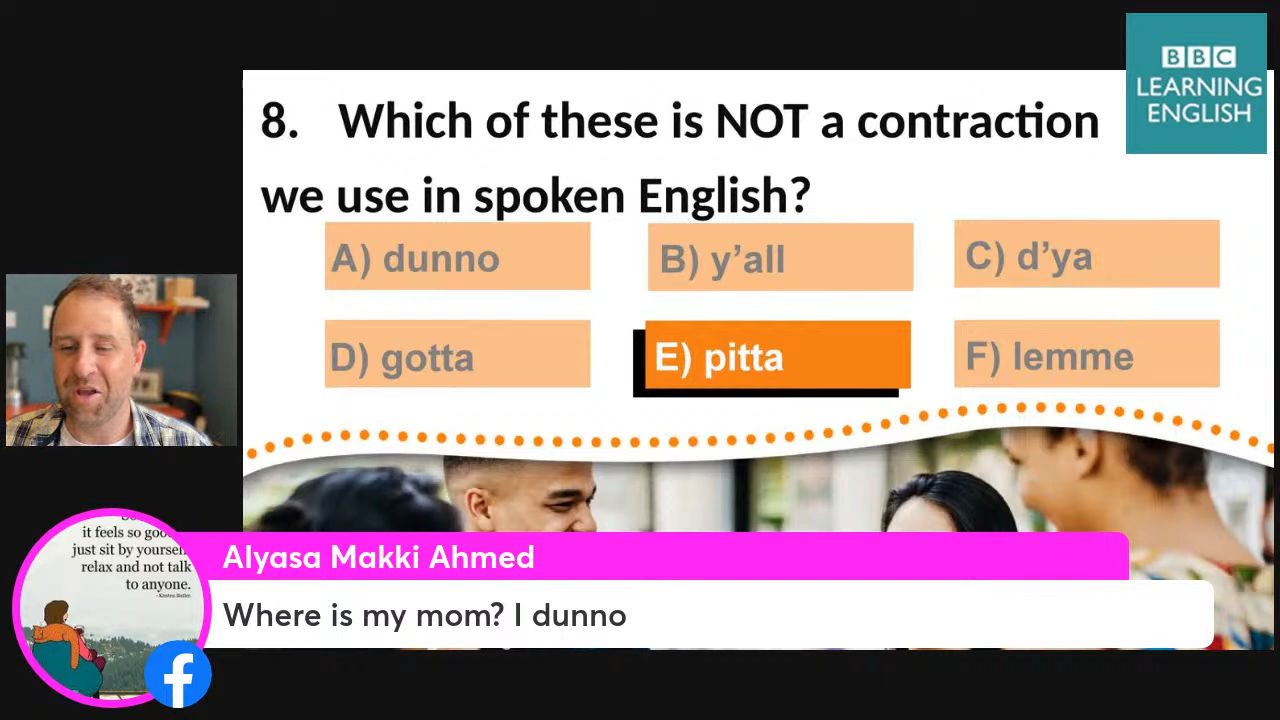 BBC
LEARNING
ENGLISH
8. Which of these is NOT a contraction
we use in spoken English?
A) dunno
B) y’all
C) d’ya
D) gotta
E) pitta
F) lemme
it feels so good
just sit by yourself
relax and not talk
to anyone.
Alyasa Makki Ahmed
Where is my mom? I dunno